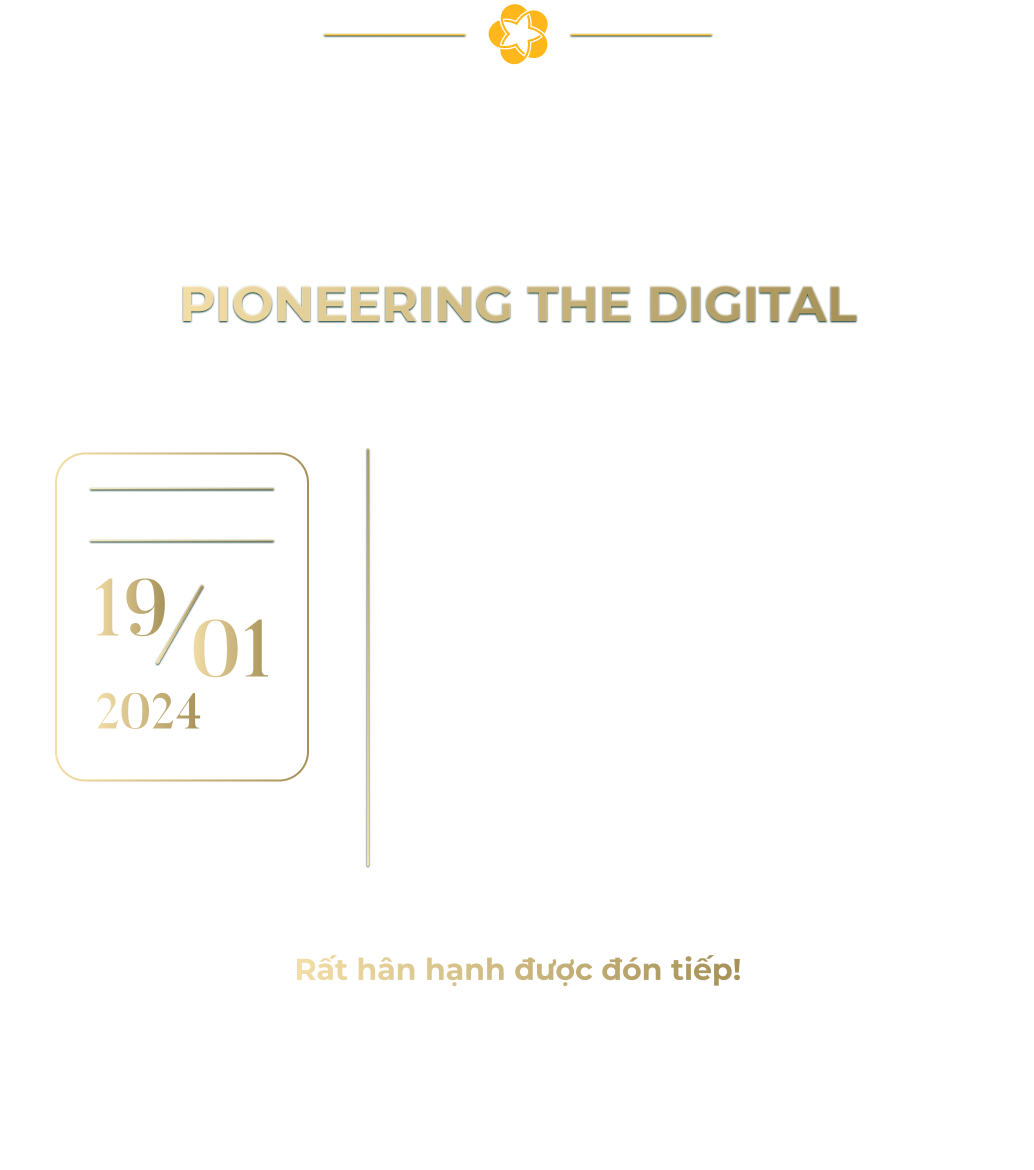 PIONEERING THE DIGITAL
19/01
2024
Rất hân hạnh được đón tiếp!